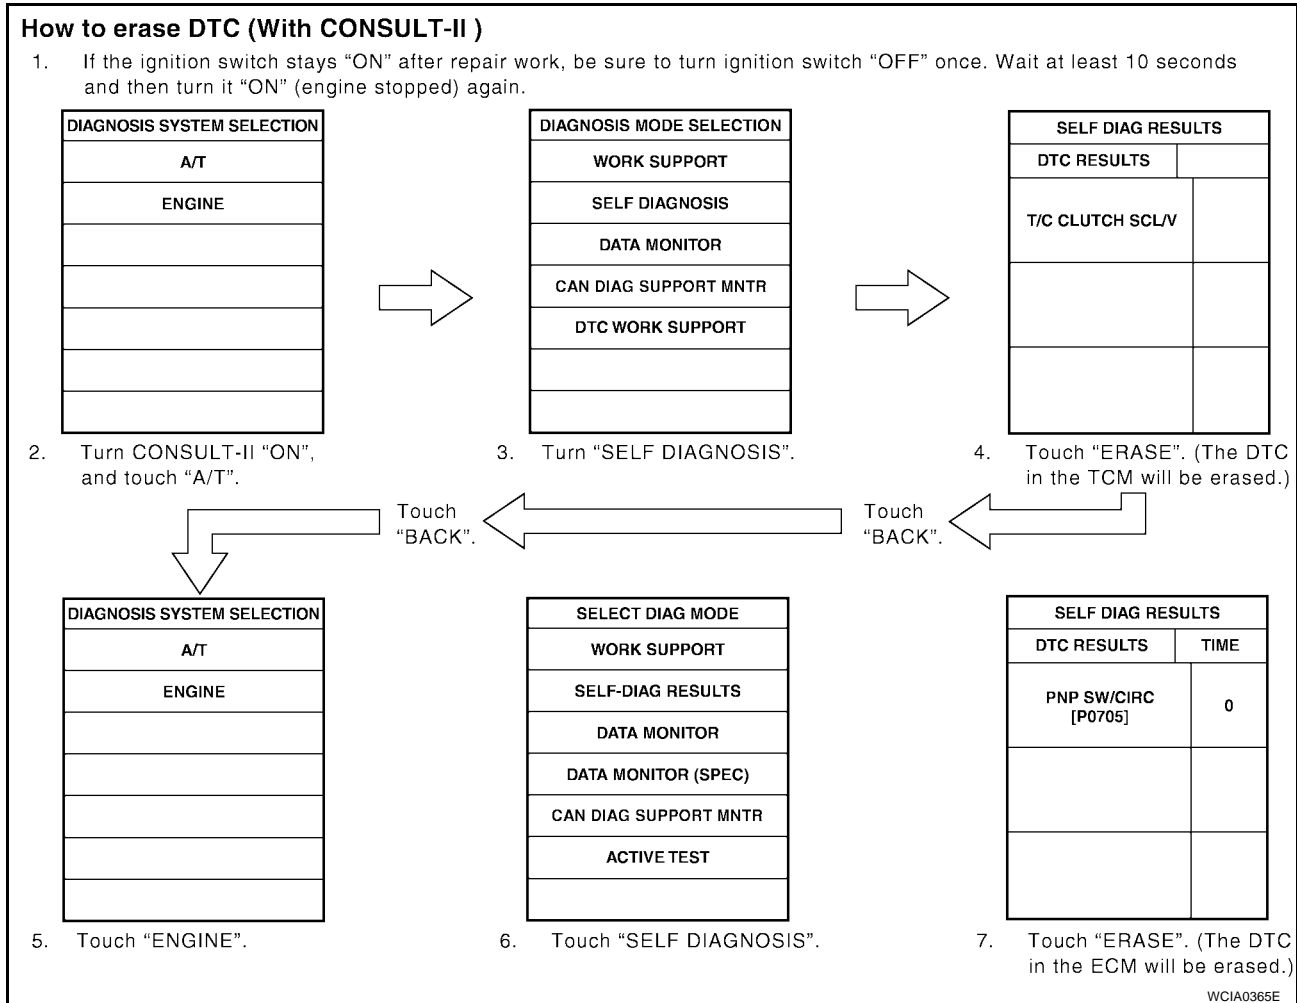 How to erase DTC (With CONSULT-II )
1. If the ignition switch stays “ON” after repair work, be sure to turn ignition switch “OFF” once. Wait at least 10 seconds
and then turn it “ON” (engine stopped) again.
DIAGNOSIS SYSTEM SELECTION
A/T
ENGINE
DIAGNOSIS MODE SELECTION
WORK SUPPORT
SELF DIAGNOSIS
DATA MONITOR
CAN DIAG SUPPORT MNTR
DTC WORK SUPPORT
SELF DIAG RESULTS
DTC RESULTS
T/C CLUTCH SCL/V
2. Turn CONSULT-II “ON”,
and touch “A/T”.
3. Turn “SELF DIAGNOSIS”.
4. Touch “ERASE”. (The DTC
in the TCM will be erased.)
Touch
“BACK”.
Touch
“BACK”.
DIAGNOSIS SYSTEM SELECTION
A/T
ENGINE
SELECT DIAG MODE
WORK SUPPORT
SELF-DIAG RESULTS
DATA MONITOR
DATA MONITOR (SPEC)
CAN DIAG SUPPORT MNTR
ACTIVE TEST
SELF DIAG RESULTS
DTC RESULTS TIME
PNP SW/CIRC
[P0705]
0
5. Touch “ENGINE”.
6. Touch “SELF DIAGNOSIS”.
7. Touch “ERASE”. (The DTC
in the ECM will be erased.)
WCIA0365E